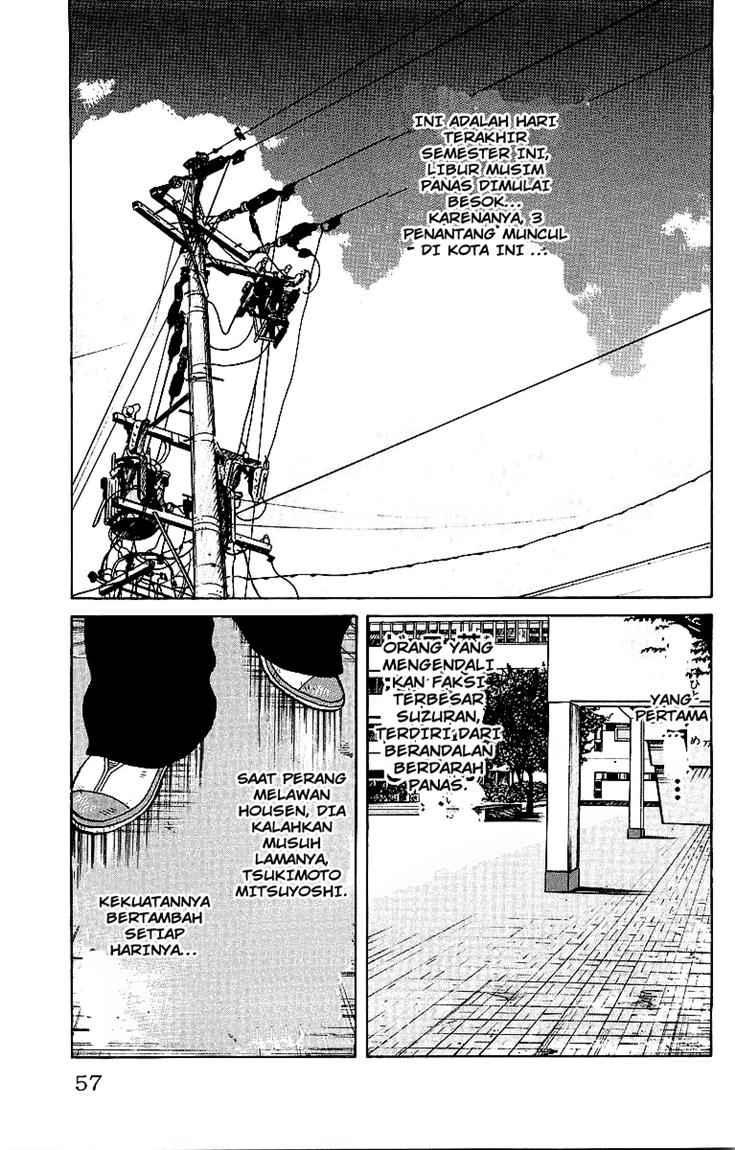 INI ADALAH HARI
TERAKHIR
SEMESTER INI,
LIBUR MUSIM
PANAS DIMULAI
BESOK...
KARENANYA, 3
PENANTANG MUNCUL
DI KOTA INI ...
YANG
PERTAMA
ORANG YANG
MENGENDALI
KAN FAKSI
TERBESAR
SUZURAN,
TERDIRI DARI
BERANDALAN
BERDARAH
PANAS.
SAAT PERANG
MELAWAN
HOUSEN, DIA
KALAHKAN
MUSUH
LAMANYA,
TSUKIMOTO
MITSUYOSHI.
KEKUATANNYA
BERTAMBAH
SETIAP
HARINYA...
57